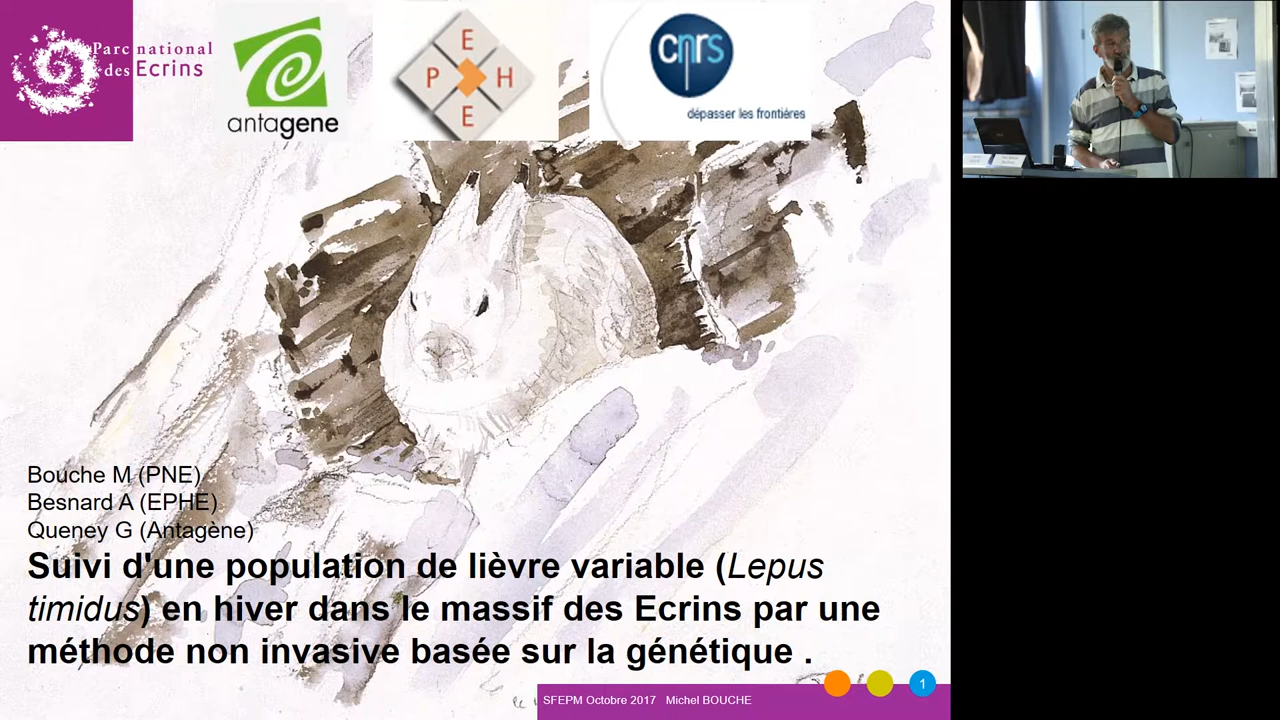 Parc national
des Ecrins
antagene
E
P H
E
cnrs
dépasser les frontières
Bouche M (PNE)
Besnard A (EPHE)
Queney G (Antagène)
Suivi d'une population de lièvre variable (Lepus
timidus) en hiver dans le massif des Ecrins par une
méthode non invasive basée sur la génétique .
SFEPM Octobre 2017 Michel BOUCHE
1